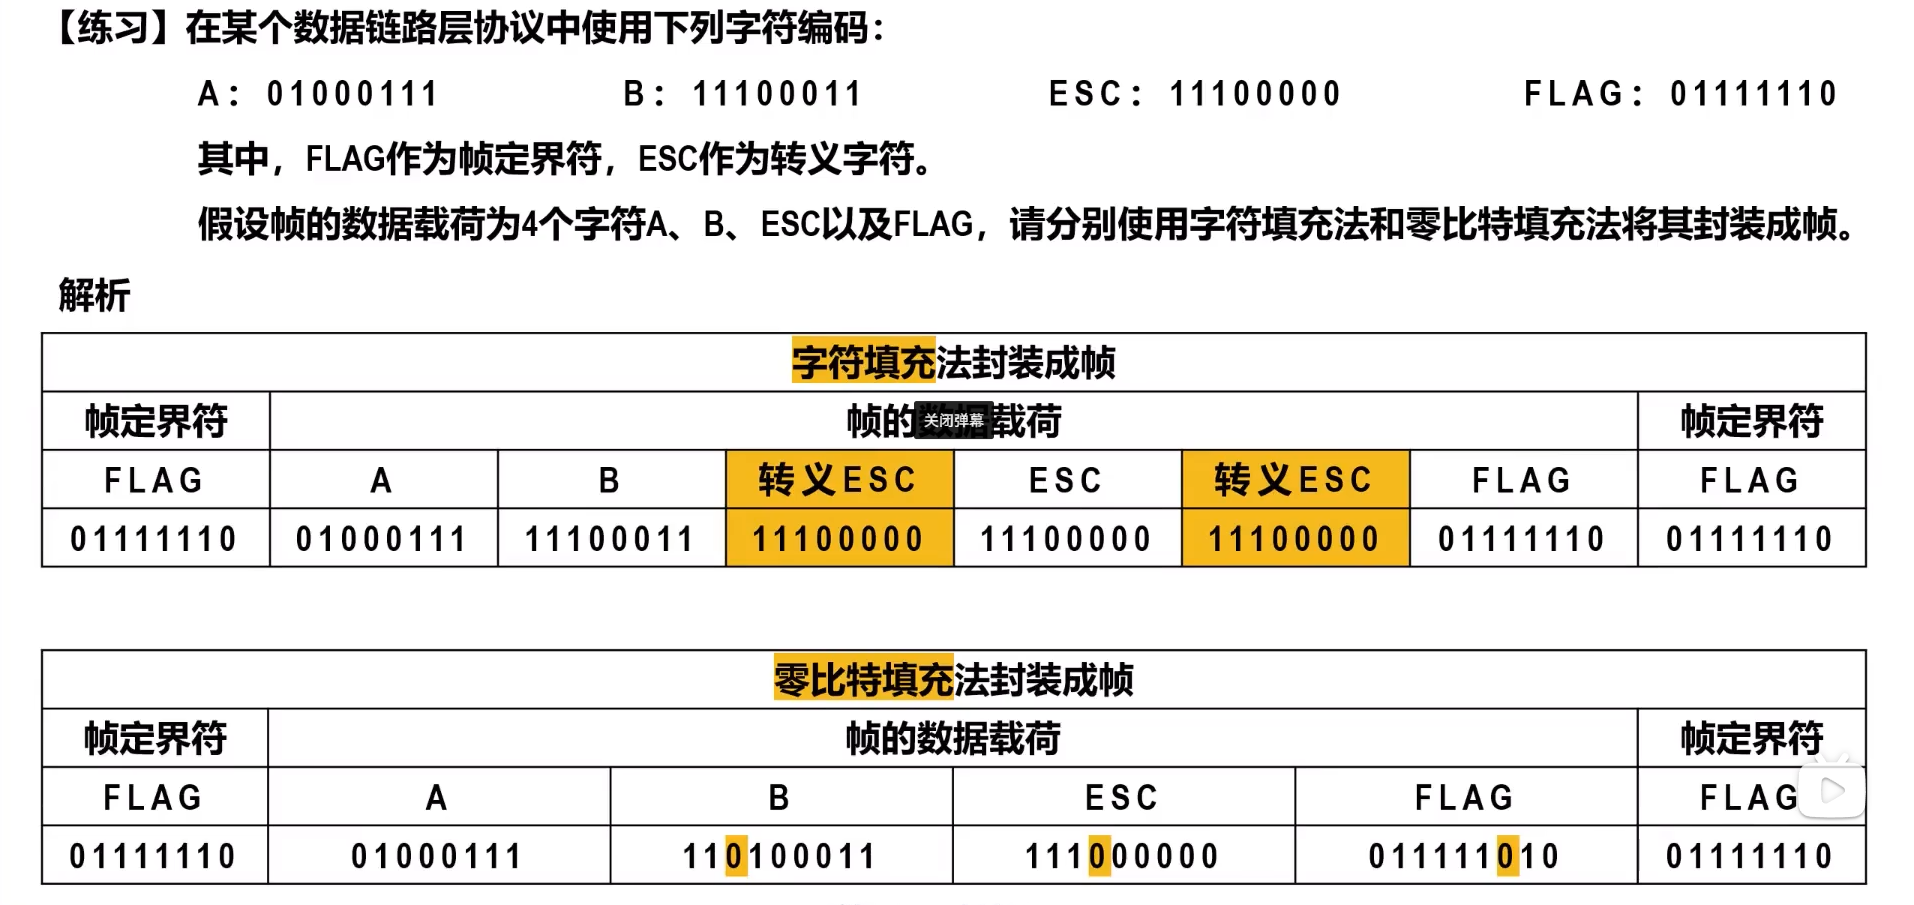 【练习】在某个数据链路层协议中使用下列字符编码：
A：01000111 B：11100011 ESC：11100000 FLAG：01111110
其中，FLAG作为帧定界符，ESC作为转义字符。
假设帧的数据载荷为4个字符A、B、ESC以及FLAG，请分别使用字符填充法和零比特填充法将其封装成帧。
解析
字符填充法封装成帧
帧定界符 帧的数据载荷 帧定界符
关闭弹幕
FLAG A B 转义ESC ESC 转义ESC FLAG FLAG
01111110 01000111 11100011 11100000 11100000 11100000 01111110 01111110
零比特填充法封装成帧
帧定界符 帧的数据载荷 帧定界符
FLAG A B ESC FLAG FLAG
01111110 01000111 110100011 111000000 011111010 01111110